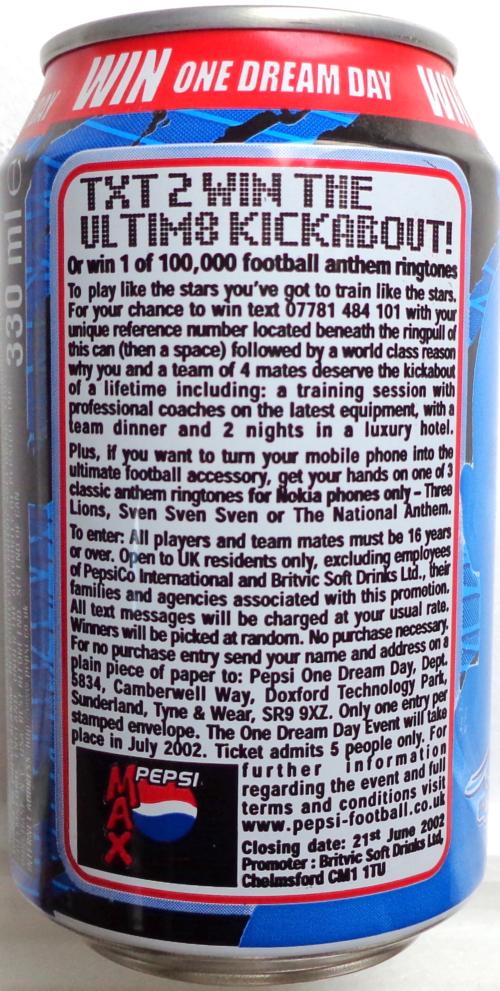 WIN ONE DREAM DAY
330 ml e
TXT 2 WIN THE
ULTIM8 KICKABOUT!
Or win 1 of 100,000 football anthem ringtones
To play like the stars you've got to train like the stars.
For your chance to win text 07781 484 101 with your
unique reference number located beneath the ringpull of
this can (then a space) followed by a world class reason
why you and a team of 4 mates deserve the kickabout
of a lifetime including: a training session with
professional coaches on the latest equipment, with a
team dinner and 2 nights in a luxury hotel.
Plus, if you want to turn your mobile phone into the
ultimate football accessory, get your hands on one of 3
classic anthem ringtones for Nokia phones only – Three
Lions, Sven Sven Sven or The National Anthem.
To enter: All players and team mates must be 16 years
or over. Open to UK residents only, excluding employees
of PepsiCo International and Britvic Soft Drinks Ltd., their
families and agencies associated with this promotion.
All text messages will be charged at your usual rate.
Winners will be picked at random. No purchase necessary.
For no purchase entry send your name and address on a
plain piece of paper to: Pepsi One Dream Day, Dept.
5834, Camberwell Way, Doxford Technology Park,
Sunderland, Tyne & Wear, SR9 9XZ. Only one entry per
stamped envelope. The One Dream Day Event will take
place in July 2002. Ticket admits 5 people only. For
further information
regarding the event and full
terms and conditions visit
www.pepsi-football.co.uk
Closing date: 21st June 2002
Promoter : Britvic Soft Drinks Ltd,
Chelmsford CM1 1TU
PEPSI
MAX